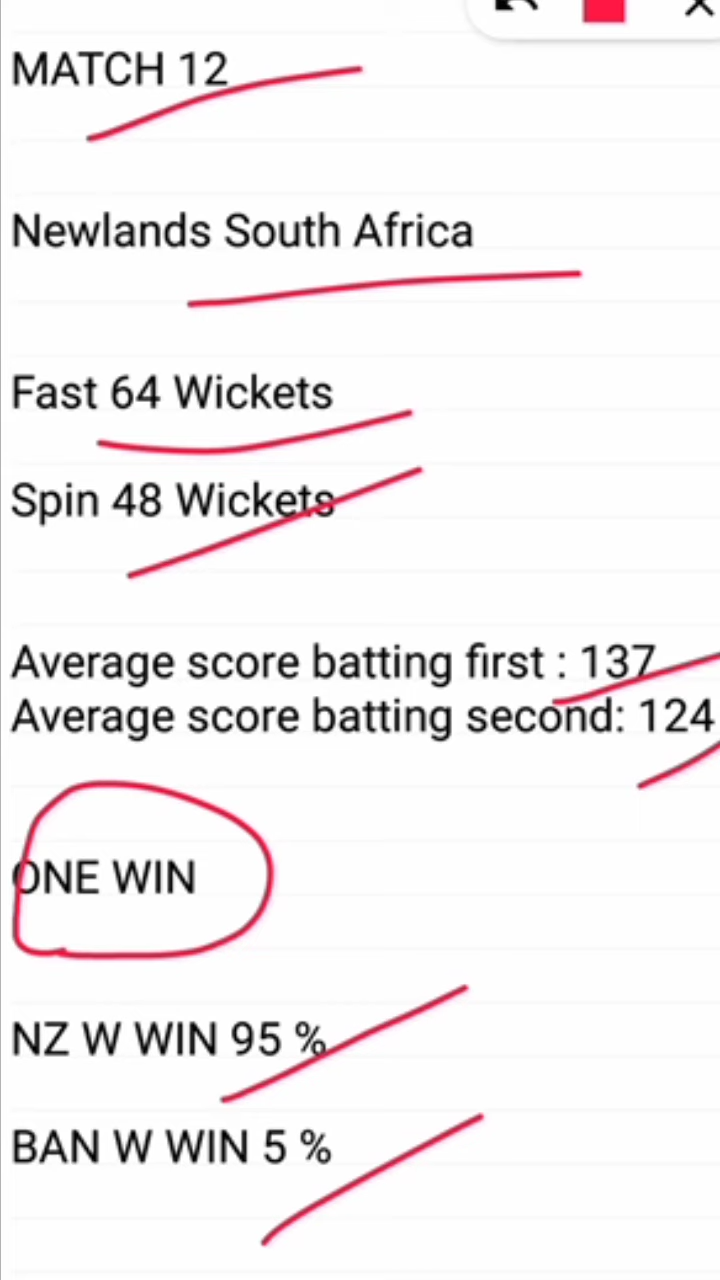 MATCH 12
Newlands South Africa
Fast 64 Wickets
Spin 48 Wickets
Average score batting first : 137
Average score batting second: 124
ONE WIN
NZ W WIN 95 %
BAN W WIN 5 %